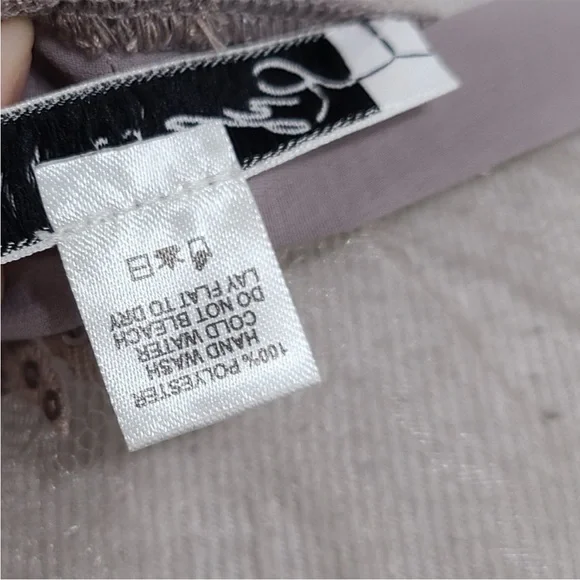 100% POLYESTER
HAND WASH
COLD WATER
DO NOT BLEACH
LAY FLAT TO DRY